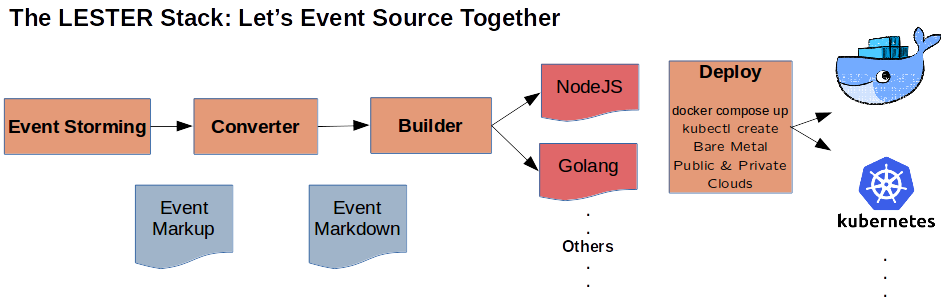 The LESTER Stack: Let's Event Source Together
Event Storming
Converter
Builder
NodeJS
Golang
.
Others
.
.
Deploy
docker compose up
kubectl create
Bare Metal
Public & Private
Clouds
kubernetes
.
.
.
Event
Markup
Event
Markdown